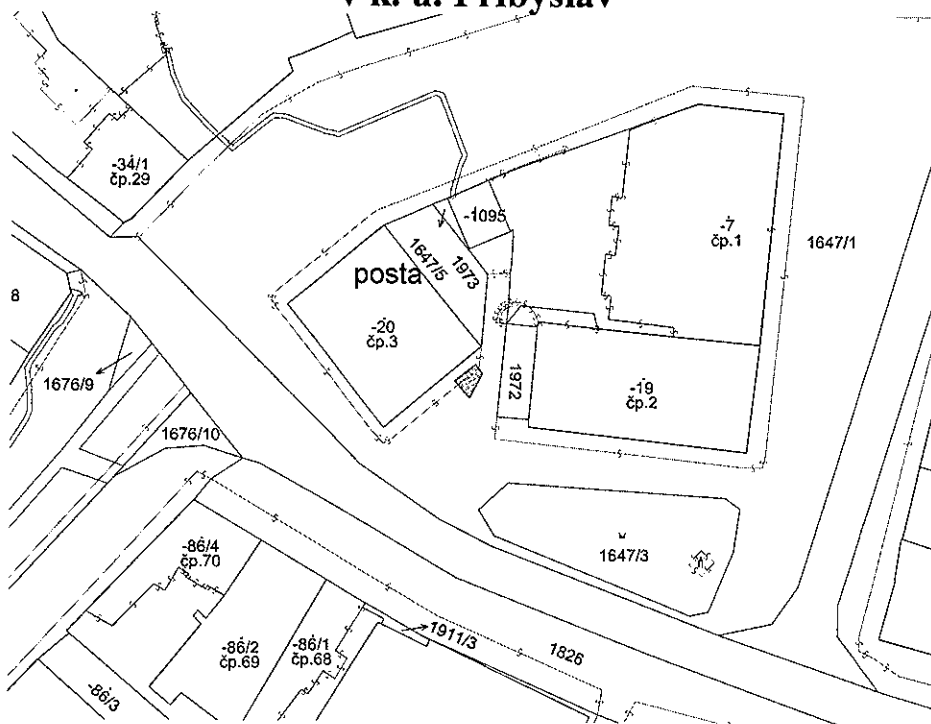 v k. ú. Přibyslav
-34/1
čp.29
-1095
-7
čp.1
1647/1
1647/5
1973
pošta
8
-20
čp.3
1676/9
1972
-19
čp.2
1676/10
1647/3
-86/4
čp.70
-86/2
čp.69
-86/1
čp.68
1911/3
1826
-86/3